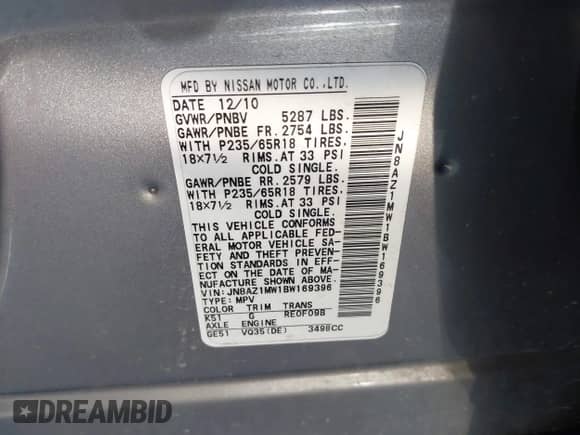 MFD BY NISSAN MOTOR CO.,LTD.
DATE 12/10
GVWR/PNBV 5287 LBS.
GAWR/PNBE FR. 2754 LBS.
WITH P235/65R18 TIRES.
18×7½ RIMS.AT 33 PSI
COLD SINGLE.
GAWR/PNBE RR. 2579 LBS.
WITH P235/65R18 TIRES.
18×7½ RIMS.AT 33 PSI
COLD SINGLE.
THIS VEHICLE CONFORMS
TO ALL APPLICABLE FED-
ERAL MOTOR VEHICLE SA-
FETY AND THEFT PREVEN-
TION STANDARDS IN EFF-
ECT ON THE DATE OF MA-
NUFACTURE SHOWN ABOVE.
VIN: JN8AZ1MW1BW169396
TYPE: MPV
COLOR TRIM TRANS
K51 G RE0F09B
AXLE ENGINE
GE51 VQ35(DE) 3498CC
JN8AZ1MW1BW169396
DREAMBID